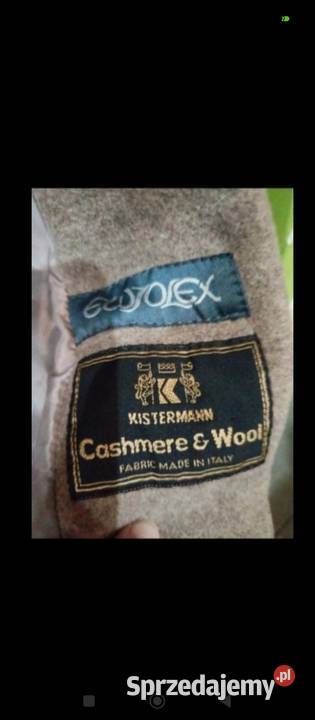 K
KISTERMANN
Cashmere & Wool
FABRIC MADE IN ITALY
Sprzedajemy.pl